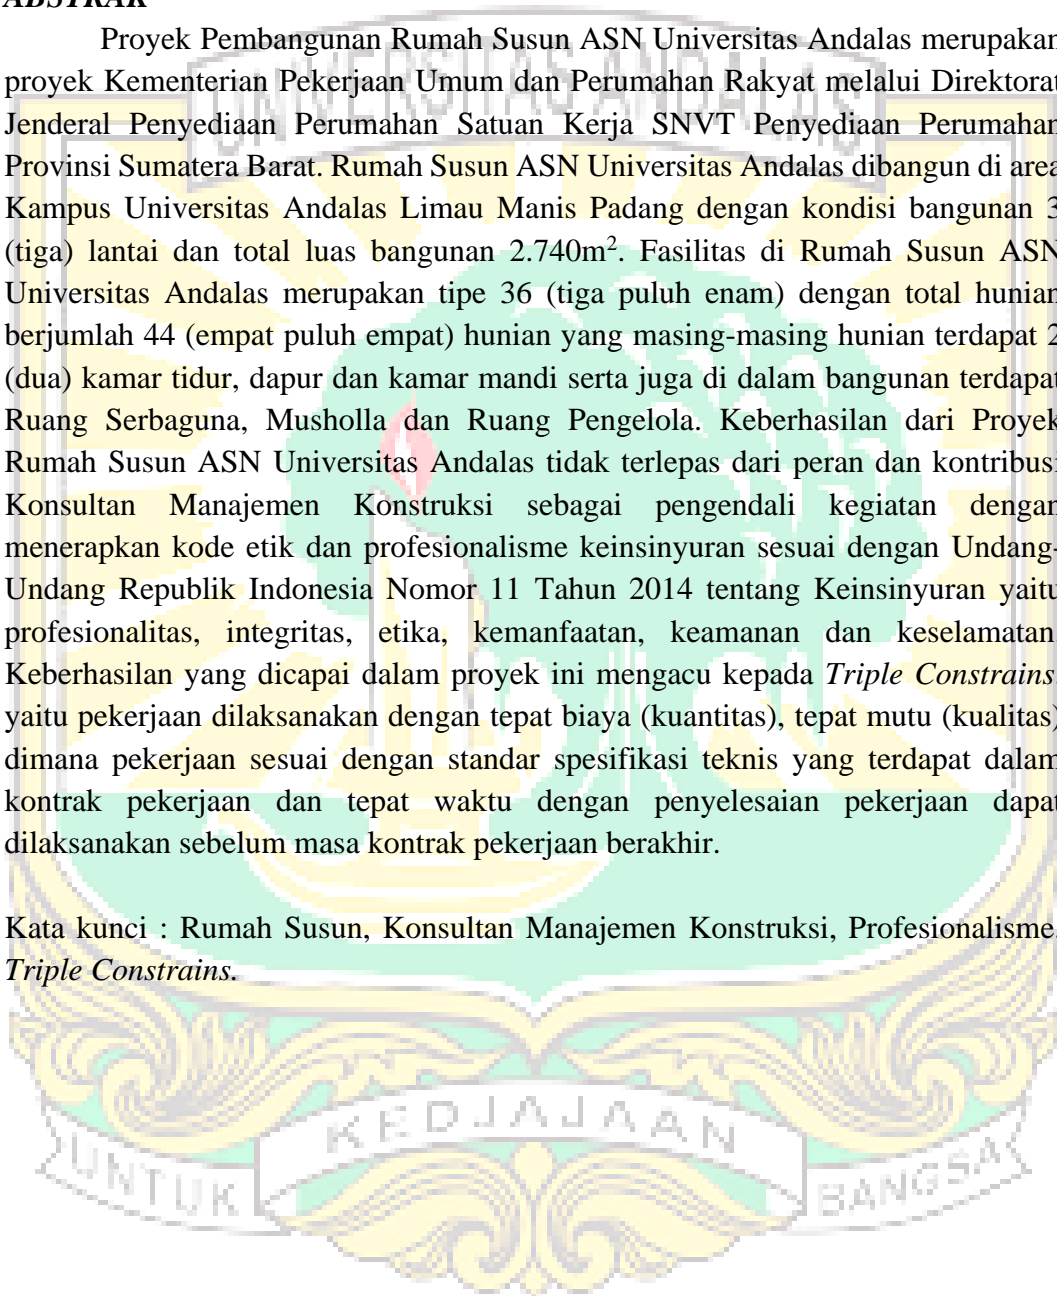 ABSTRAK
Proyek Pembangunan Rumah Susun ASN Universitas Andalas merupakan
proyek Kementerian Pekerjaan Umum dan Perumahan Rakyat melalui Direktorat
Jenderal Penyediaan Perumahan Satuan Kerja SNVT Penyediaan Perumahan
Provinsi Sumatera Barat. Rumah Susun ASN Universitas Andalas dibangun di area
Kampus Universitas Andalas Limau Manis Padang dengan kondisi bangunan 3
(tiga) lantai dan total luas bangunan 2.740m². Fasilitas di Rumah Susun ASN
Universitas Andalas merupakan tipe 36 (tiga puluh enam) dengan total hunian
berjumlah 44 (empat puluh empat) hunian yang masing-masing hunian terdapat 2
(dua) kamar tidur, dapur dan kamar mandi serta juga di dalam bangunan terdapat
Ruang Serbaguna, Musholla dan Ruang Pengelola. Keberhasilan dari Proyek
Rumah Susun ASN Universitas Andalas tidak terlepas dari peran dan kontribusi
Konsultan Manajemen Konstruksi sebagai pengendali kegiatan dengan
menerapkan kode etik dan profesionalisme keinsinyuran sesuai dengan Undang-
Undang Republik Indonesia Nomor 11 Tahun 2014 tentang Keinsinyuran yaitu
profesionalitas, integritas, etika, kemanfaatan, keamanan dan keselamatan.
Keberhasilan yang dicapai dalam proyek ini mengacu kepada Triple Constrains,
yaitu pekerjaan dilaksanakan dengan tepat biaya (kuantitas), tepat mutu (kualitas)
dimana pekerjaan sesuai dengan standar spesifikasi teknis yang terdapat dalam
kontrak pekerjaan dan tepat waktu dengan penyelesaian pekerjaan dapat
dilaksanakan sebelum masa kontrak pekerjaan berakhir.
Kata kunci : Rumah Susun, Konsultan Manajemen Konstruksi, Profesionalisme,
Triple Constrains.
UNIVERSITAS ANDALAS
UNTUK KEDJAJAAN BANGSA